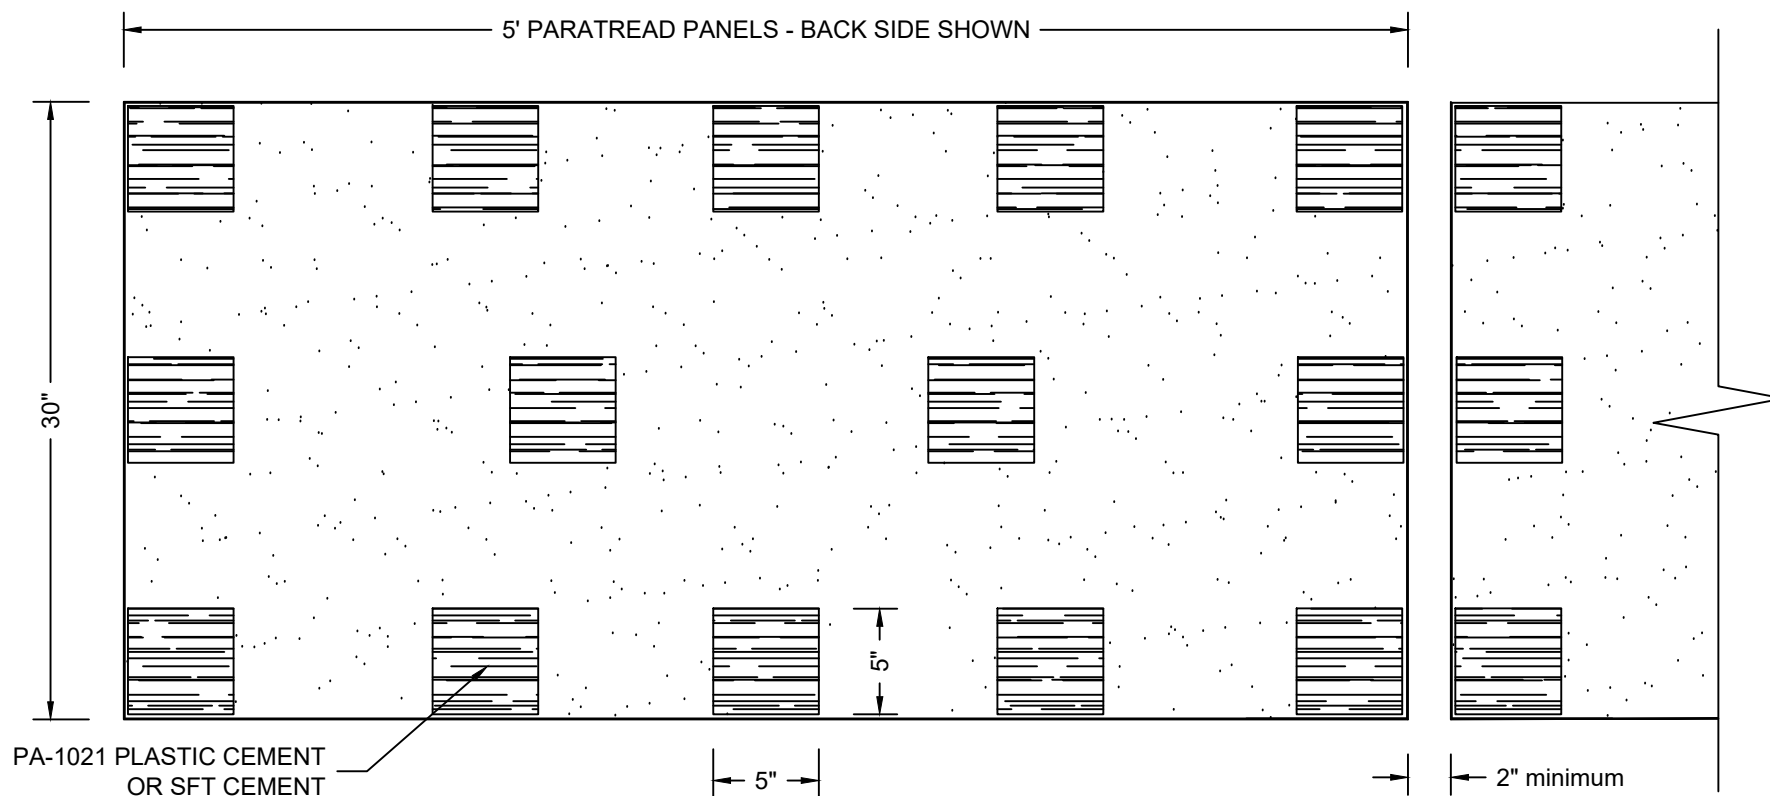 5' PARATREAD PANELS - BACK SIDE SHOWN
30"
5"
PA-1021 PLASTIC CEMENT
OR SFT CEMENT
5"
2" minimum